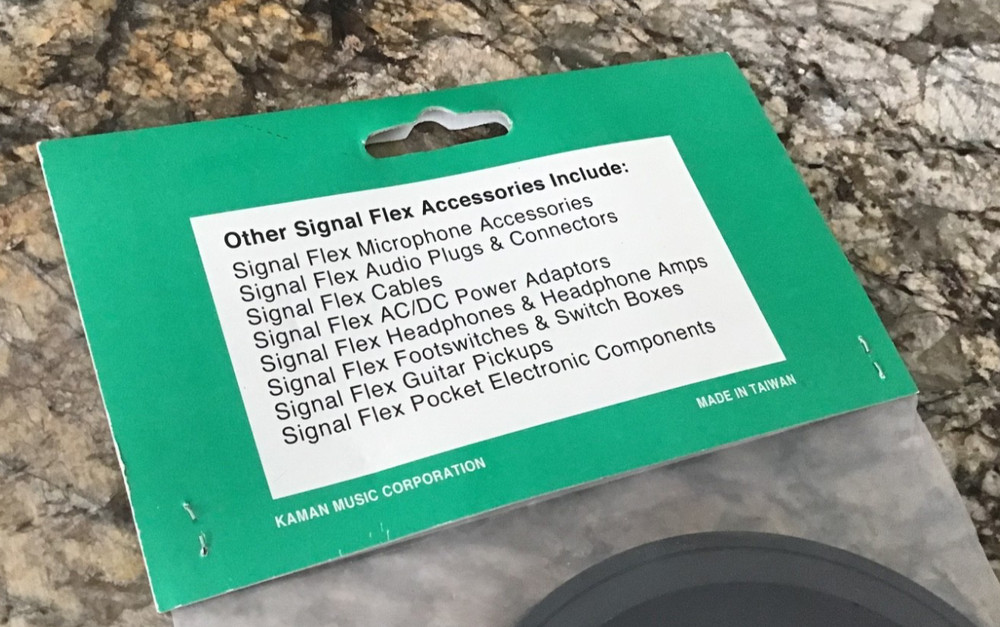 Other Signal Flex Accessories Include:
Signal Flex Microphone Accessories
Signal Flex Audio Plugs & Connectors
Signal Flex Cables
Signal Flex AC/DC Power Adaptors
Signal Flex Headphones & Headphone Amps
Signal Flex Footswitches & Switch Boxes
Signal Flex Guitar Pickups
Signal Flex Pocket Electronic Components
KAMAN MUSIC CORPORATION
MADE IN TAIWAN